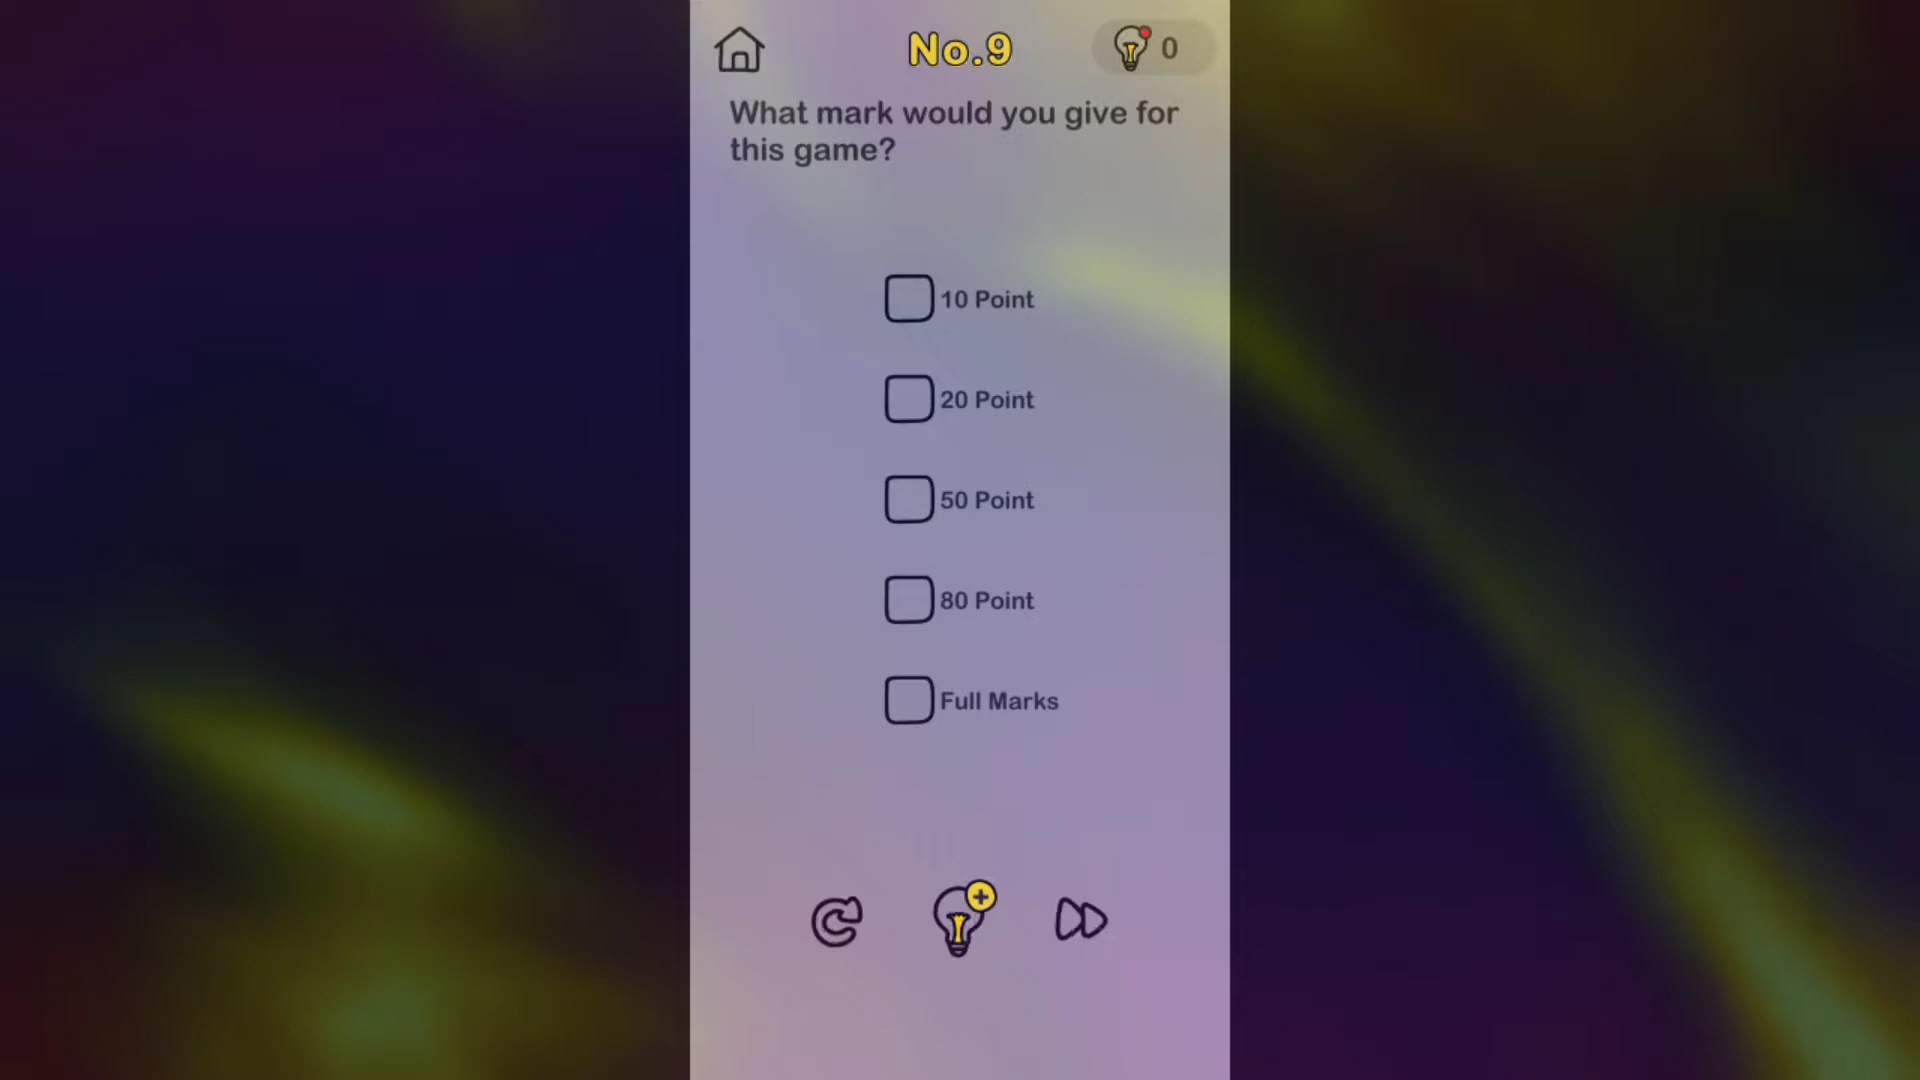 No.9
0
What mark would you give for
this game?
10 Point
20 Point
50 Point
80 Point
Full Marks